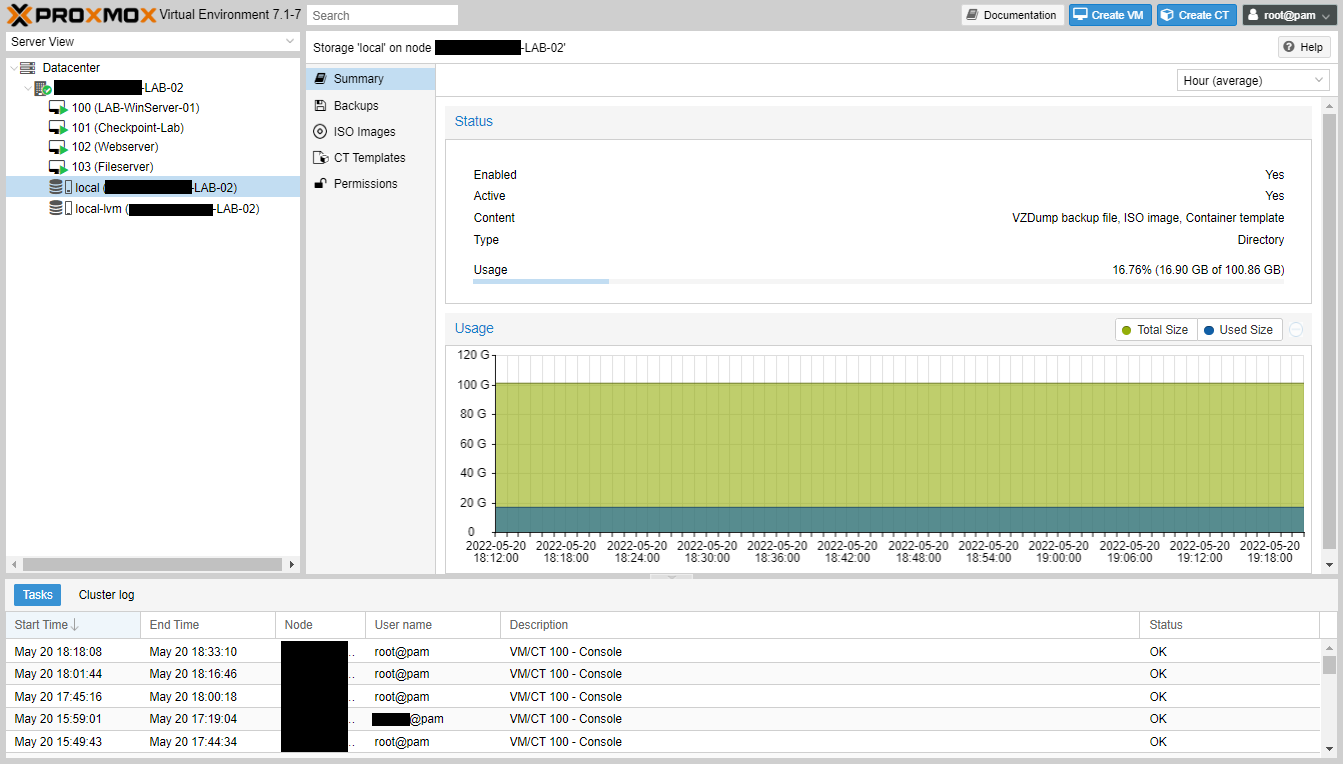 PROXMOX Virtual Environment 7.1-7 Search Documentation Create VM Create CT root@pam
Server View
Datacenter
-LAB-02
100 (LAB-WinServer-01)
101 (Checkpoint-Lab)
102 (Webserver)
103 (Fileserver)
local ( -LAB-02)
local-lvm ( -LAB-02)
Storage 'local' on node -LAB-02' Help
Summary
Backups
ISO Images
CT Templates
Permissions
Hour (average)
Status
Enabled Yes
Active Yes
Content VZDump backup file, ISO image, Container template
Type Directory
Usage 16.76% (16.90 GB of 100.86 GB)
Usage Total Size Used Size
120 G
100 G
80 G
60 G
40 G
20 G
0
2022-05-20 2022-05-20 2022-05-20 2022-05-20 2022-05-20 2022-05-20 2022-05-20 2022-05-20 2022-05-20 2022-05-20 2022-05-20 2022-05-20
18:12:00 18:18:00 18:24:00 18:30:00 18:36:00 18:42:00 18:48:00 18:54:00 19:00:00 19:06:00 19:12:00 19:18:00
Tasks Cluster log
Start Time End Time Node User name Description Status
May 20 18:18:08 May 20 18:33:10 .. root@pam VM/CT 100 - Console OK
May 20 18:01:44 May 20 18:16:46 .. root@pam VM/CT 100 - Console OK
May 20 17:45:16 May 20 18:00:18 .. root@pam VM/CT 100 - Console OK
May 20 15:59:01 May 20 17:19:04 .. @pam VM/CT 100 - Console OK
May 20 15:49:43 May 20 17:44:34 .. root@pam VM/CT 100 - Console OK